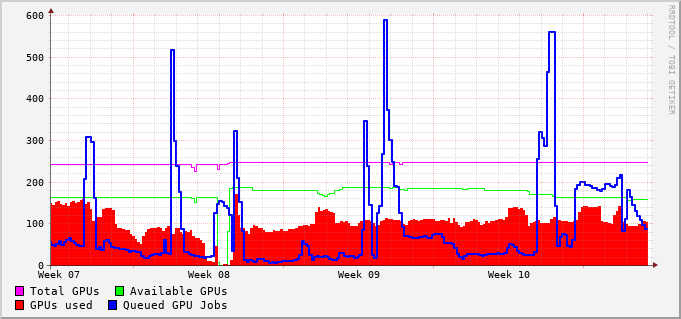 600
500
400
300
200
100
0
Week 07 Week 08 Week 09 Week 10
Total GPUs Available GPUs
GPUs used Queued GPU Jobs
RRDTOOL / TOBI OETIKER